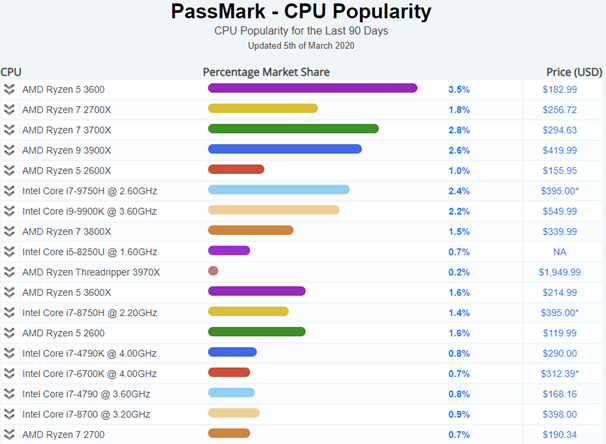 PassMark - CPU Popularity
CPU Popularity for the Last 90 Days
Updated 5th of March 2020
CPU Percentage Market Share Price (USD)
AMD Ryzen 5 3600 3.5% $182.99
AMD Ryzen 7 2700X 1.8% $256.72
AMD Ryzen 7 3700X 2.8% $294.63
AMD Ryzen 9 3900X 2.6% $419.99
AMD Ryzen 5 2600X 1.0% $155.95
Intel Core i7-9750H @ 2.60GHz 2.4% $395.00*
Intel Core i9-9900K @ 3.60GHz 2.2% $549.99
AMD Ryzen 7 3800X 1.5% $339.99
Intel Core i5-8250U @ 1.60GHz 0.7% NA
AMD Ryzen Threadripper 3970X 0.2% $1,949.99
AMD Ryzen 5 3600X 1.6% $214.99
Intel Core i7-8750H @ 2.20GHz 1.4% $395.00*
AMD Ryzen 5 2600 1.6% $119.99
Intel Core i7-4790K @ 4.00GHz 0.8% $290.00
Intel Core i7-6700K @ 4.00GHz 0.7% $312.39*
Intel Core i7-4790 @ 3.60GHz 0.8% $168.16
Intel Core i7-8700 @ 3.20GHz 0.9% $398.00
AMD Ryzen 7 2700 0.7% $190.34